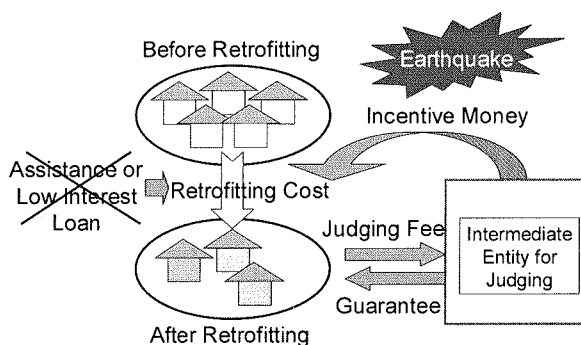 Before Retrofitting
Earthquake
Incentive Money
Assistance or
Low Interest
Loan
Retrofitting Cost
Judging Fee
Intermediate
Entity for
Judging
Guarantee
After Retrofitting